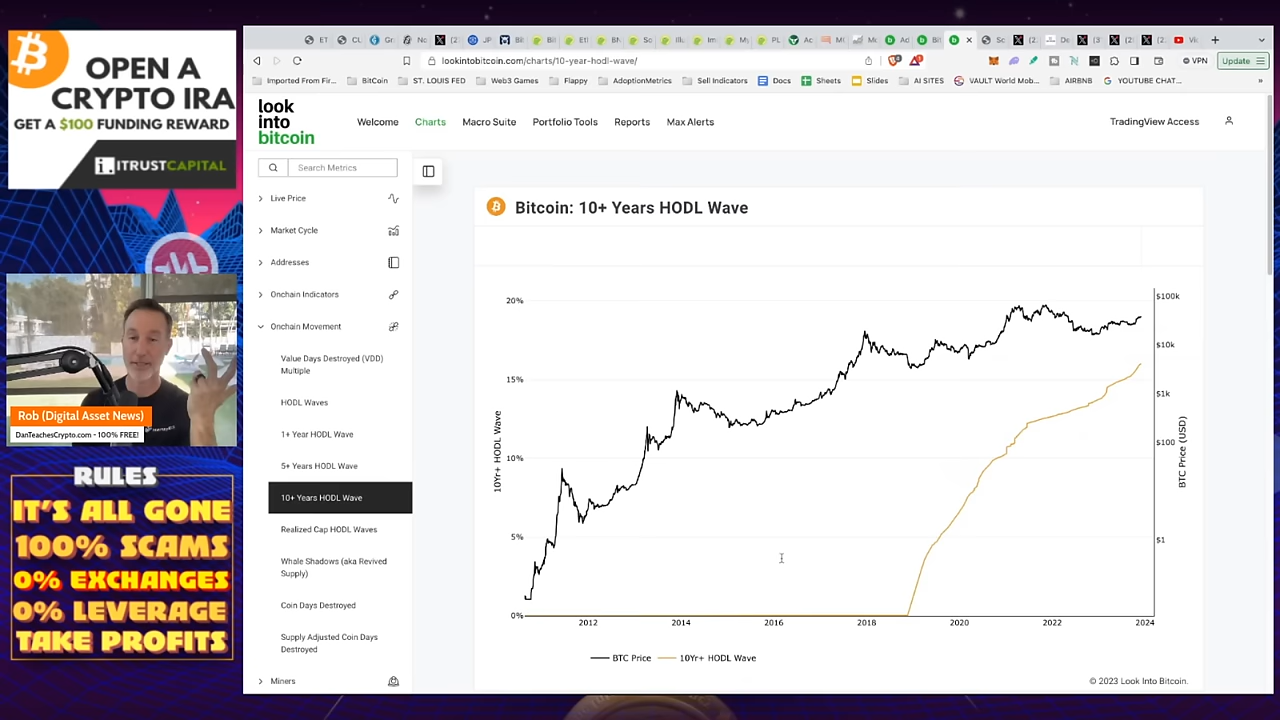 OPEN A
CRYPTO IRA
GET A $100 FUNDING REWARD
i. ITRUSTCAPITAL
Rob (Digital Asset News)
DanTeachesCrypto.com - 100% FREE!
RULES
IT'S ALL GONE
100% SCAMS
0% EXCHANGES
0% LEVERAGE
TAKE PROFITS
lookintobitcoin.com/charts/10-year-hodl-wave/
VPN
Update
Imported From Fir...
BitCoin
ST. LOUIS FED
Web3 Games
Flappy
AdoptionMetrics
Sell Indicators
Docs
Sheets
Slides
AI SITES
VAULT World Mob...
AIRBNB
YOUTUBE CHAT...
look
into
bitcoin
Welcome
Charts
Macro Suite
Portfolio Tools
Reports
Max Alerts
TradingView Access
Search Metrics
Live Price
Market Cycle
Addresses
Onchain Indicators
Onchain Movement
Value Days Destroyed (VDD)
Multiple
HODL Waves
1+ Year HODL Wave
5+ Years HODL Wave
10+ Years HODL Wave
Realized Cap HODL Waves
Whale Shadows (aka Revived
Supply)
Coin Days Destroyed
Supply Adjusted Coin Days
Destroyed
Miners
Bitcoin: 10+ Years HODL Wave
20%
15%
10%
5%
0%
10Yr+ HODL Wave
$100k
$10k
$1k
$100
$1
BTC Price (USD)
2012
2014
2016
2018
2020
2022
2024
BTC Price
10Yr+ HODL Wave
© 2023 Look Into Bitcoin.